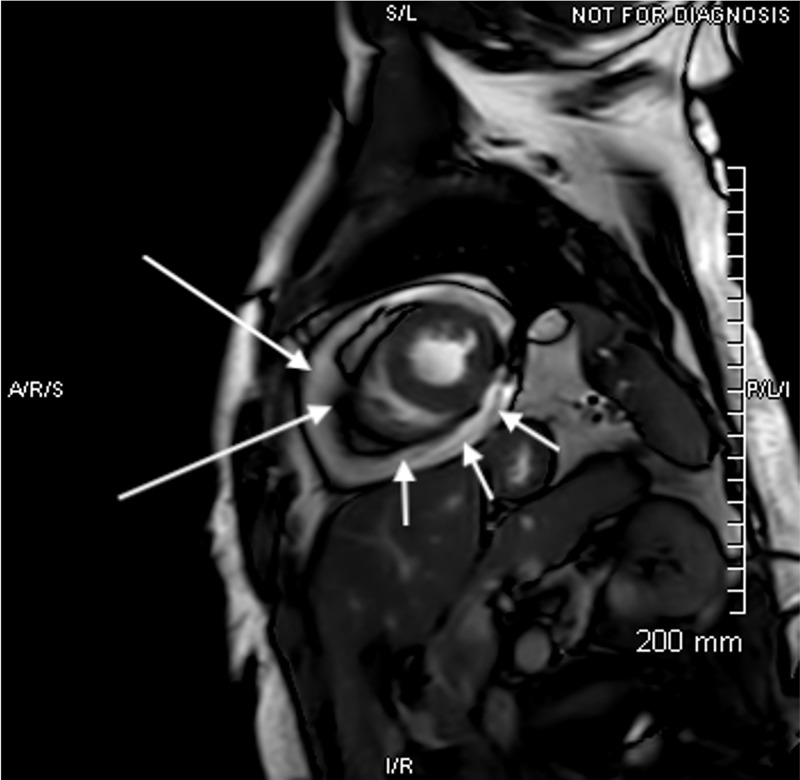 S/L
NOT FOR DIAGNOSIS
A/R/S
P/L/I
200 mm
I/R